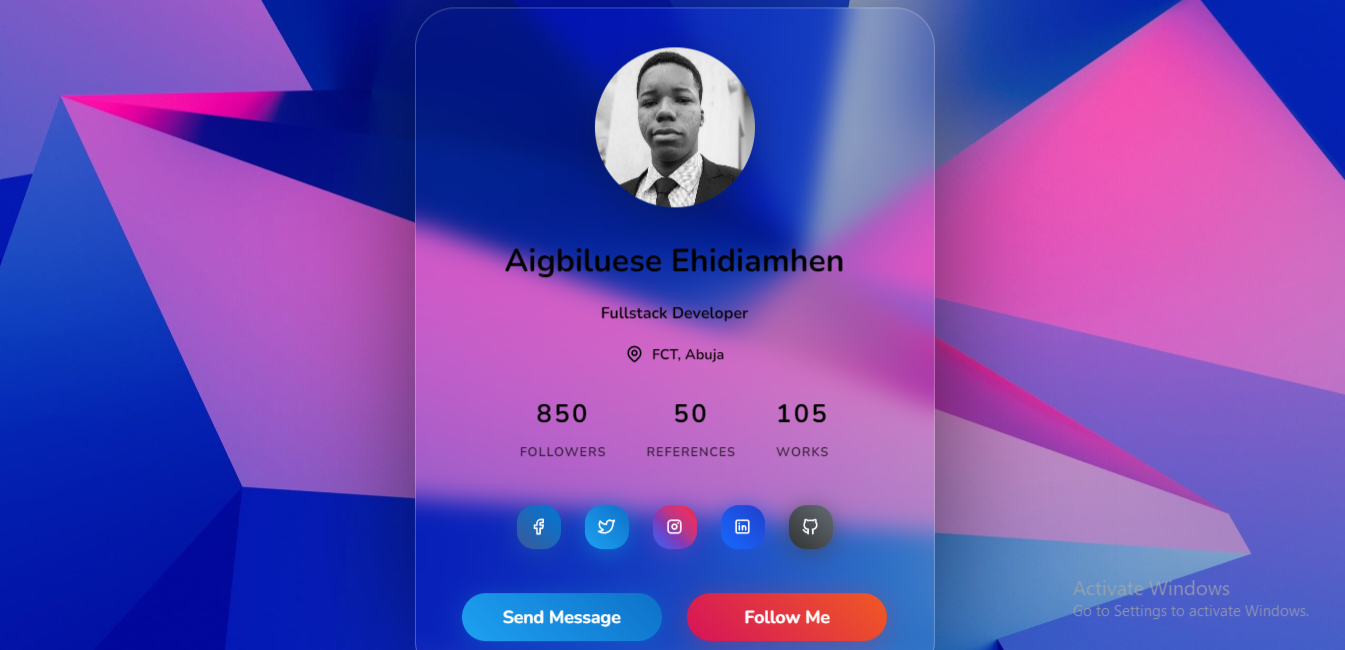 Aigbiluese Ehidiamhen
Fullstack Developer
FCT, Abuja
850 50 105
FOLLOWERS REFERENCES WORKS
in
Send Message Follow Me
Activate Windows
Go to Settings to activate Windows.